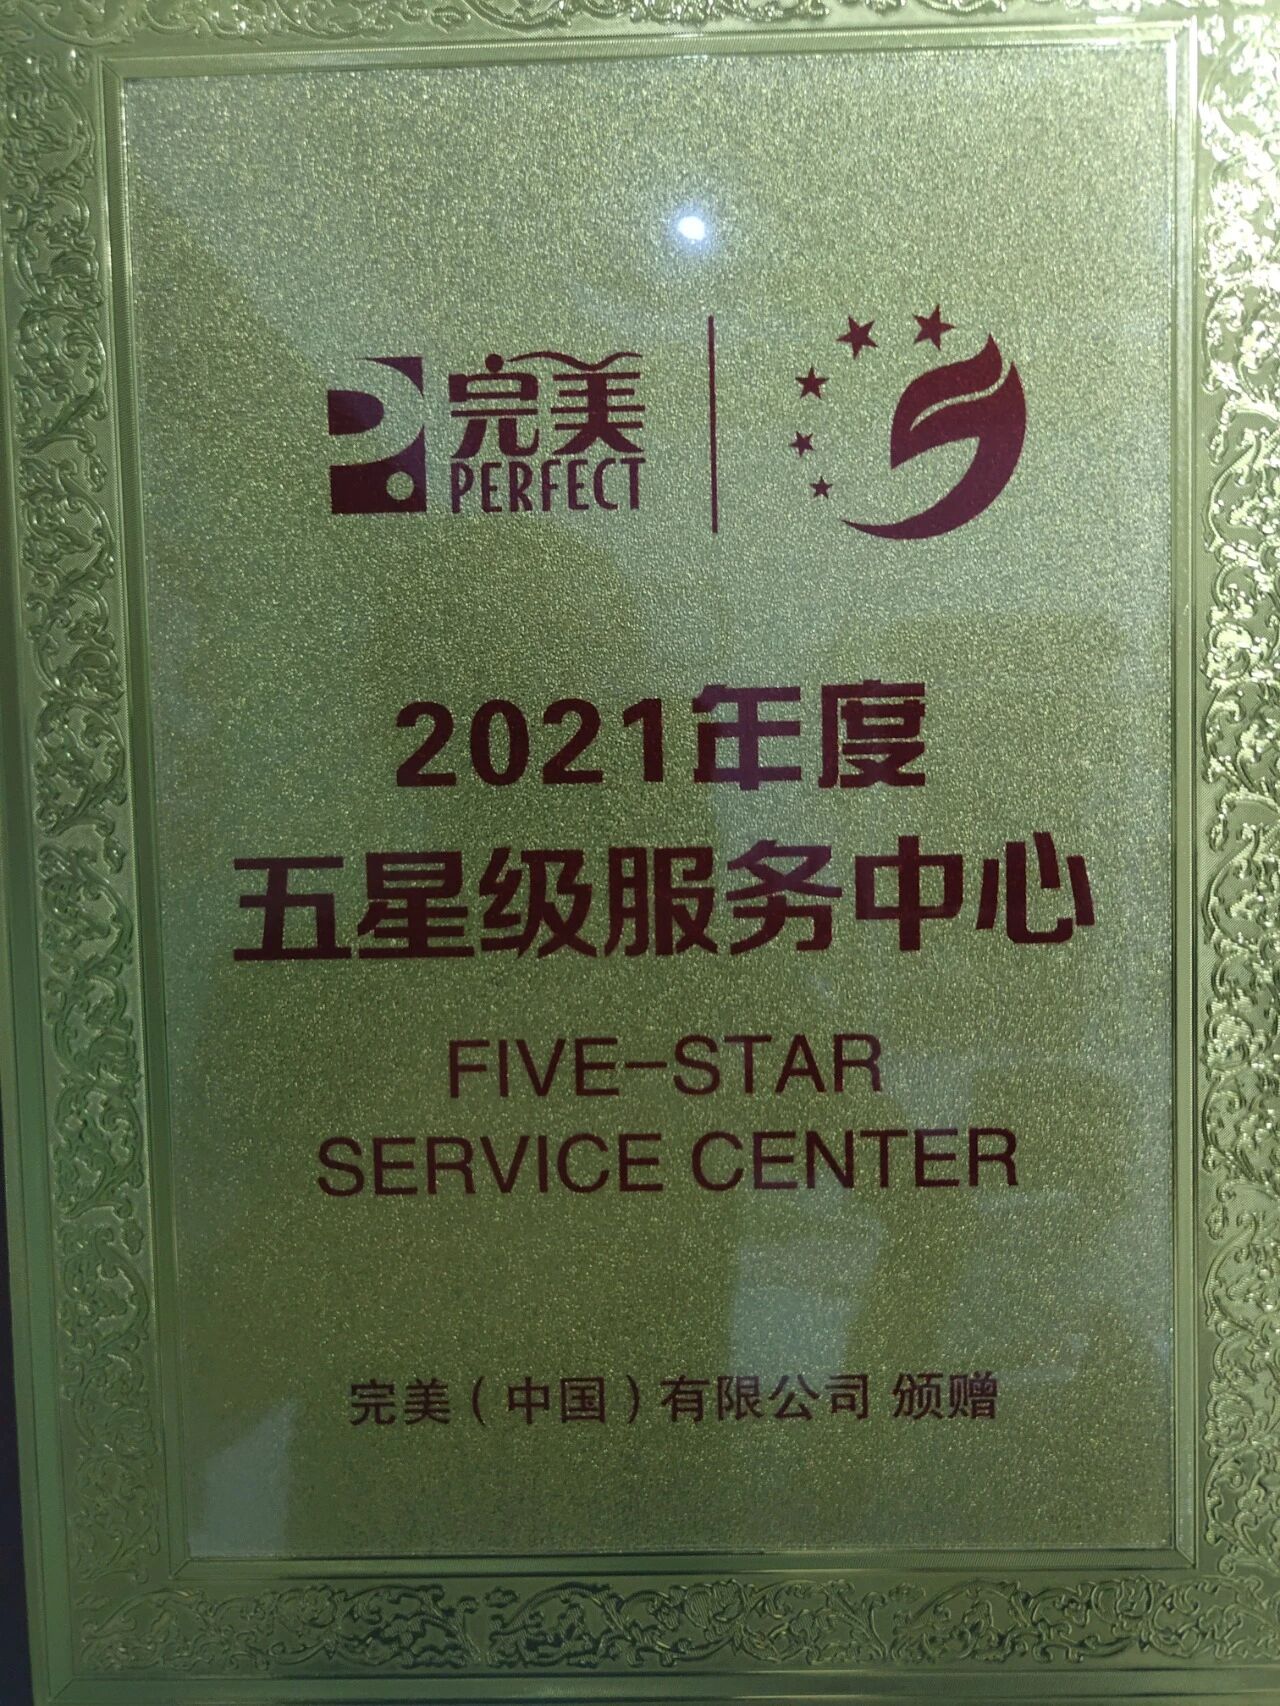 完美
PERFECT
2021年度
五星级服务中心
FIVE-STAR
SERVICE CENTER
完美（中国）有限公司 颁赠